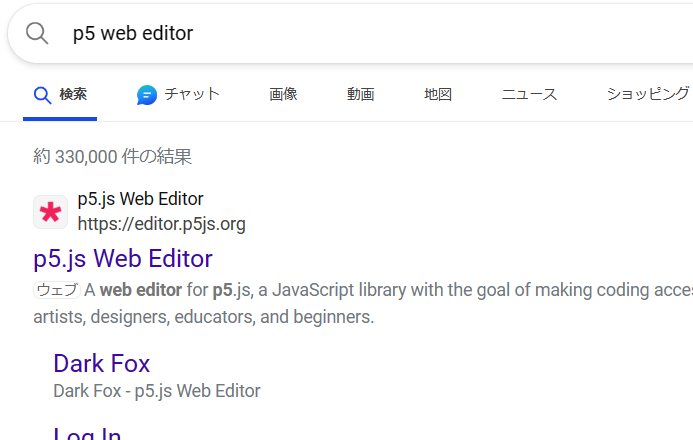 p5 web editor
検索 チャット 画像 動画 地図 ニュース ショッピング
約 330,000 件の結果
p5.js Web Editor
https://editor.p5js.org
p5.js Web Editor
ウェブ A web editor for p5.js, a JavaScript library with the goal of making coding acces
artists, designers, educators, and beginners.
Dark Fox
Dark Fox - p5.js Web Editor
Log In